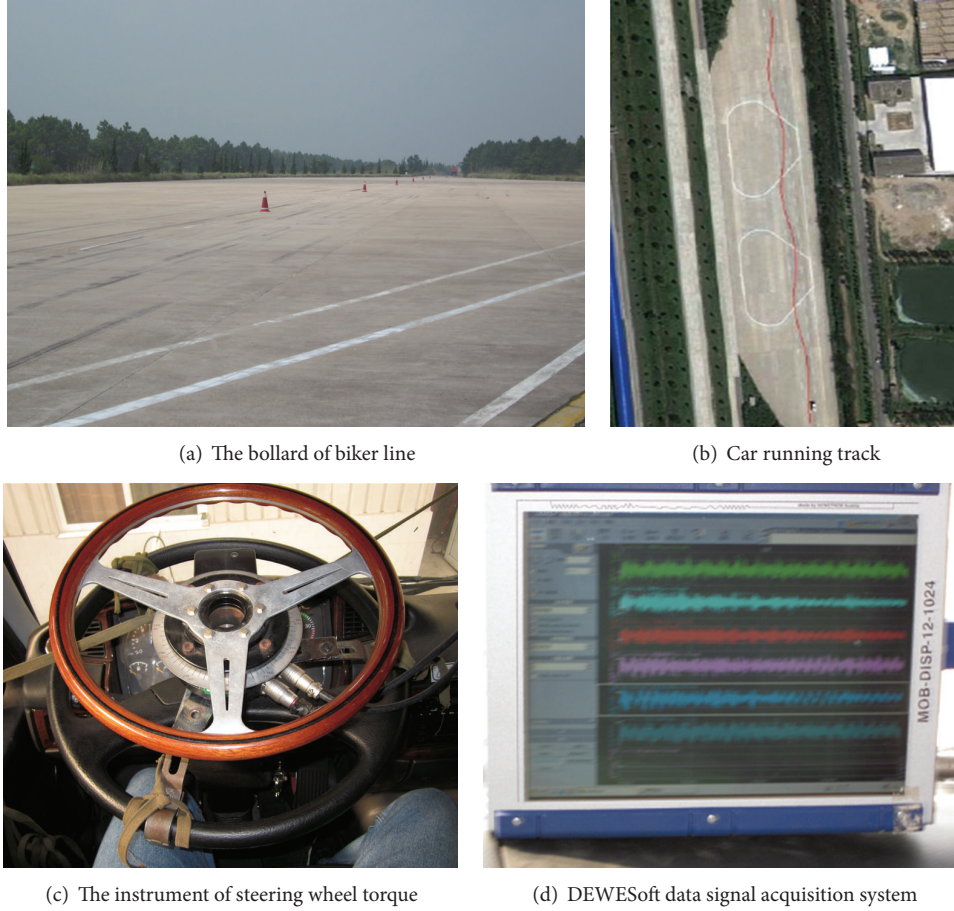 (a) The bollard of biker line
(b) Car running track
MOB-DISP-12-1024
(c) The instrument of steering wheel torque
(d) DEWESoft data signal acquisition system